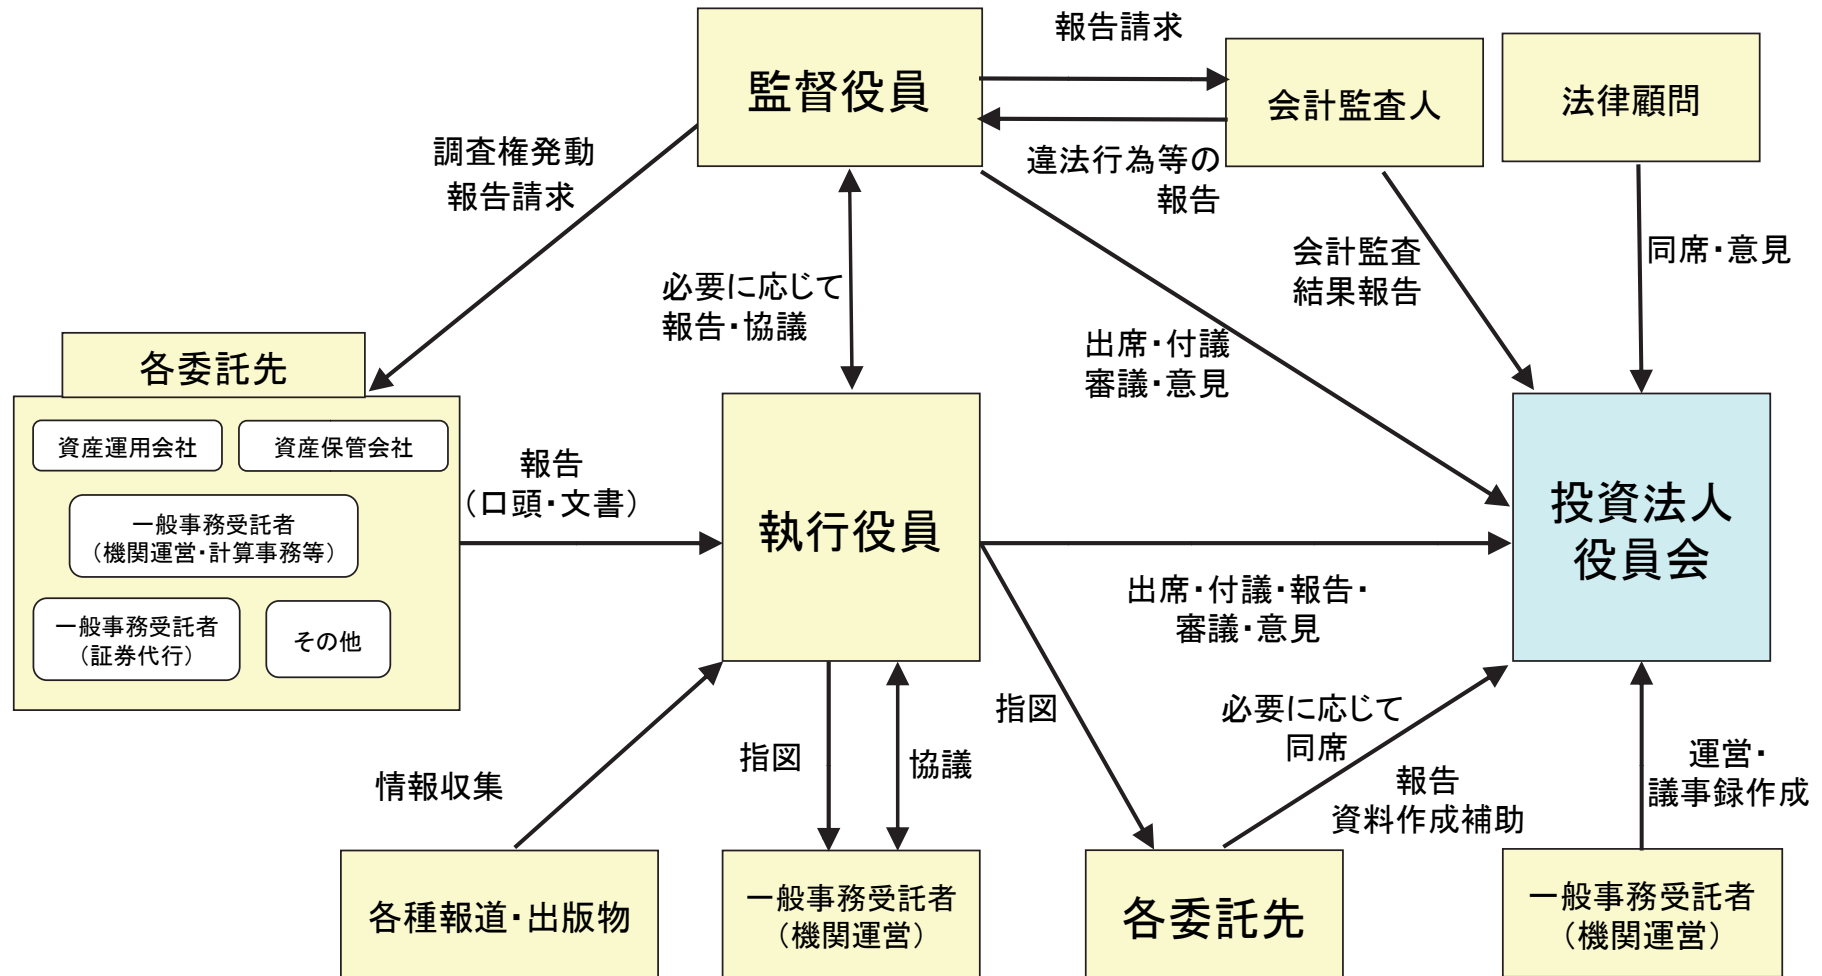 報告請求
監督役員
会計監査人
法律顧問
調査権発動
報告請求
違法行為等の
報告
必要に応じて
報告・協議
会計監査
結果報告
同席・意見
出席・付議
審議・意見
各委託先
資産運用会社
資産保管会社
一般事務受託者
（機関運営・計算事務等）
一般事務受託者
（証券代行）
その他
報告
（口頭・文書）
執行役員
投資法人
役員会
出席・付議・報告・
審議・意見
情報収集
指図
協議
指図
必要に応じて
同席
報告
資料作成補助
運営・
議事録作成
各種報道・出版物
一般事務受託者
（機関運営）
各委託先
一般事務受託者
（機関運営）